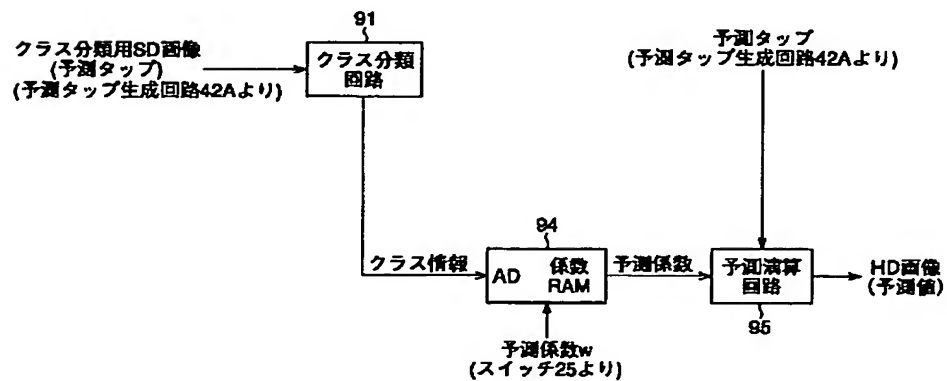 91
クラス分類用SD画像
(予測タップ)
(予測タップ生成回路42Aより)
クラス分類
回路
予測タップ
(予測タップ生成回路42Aより)
94
クラス情報
AD
係数
RAM
予測係数
予測演算
回路
95
HD画像
(予測値)
予測係数w
(スイッチ25より)